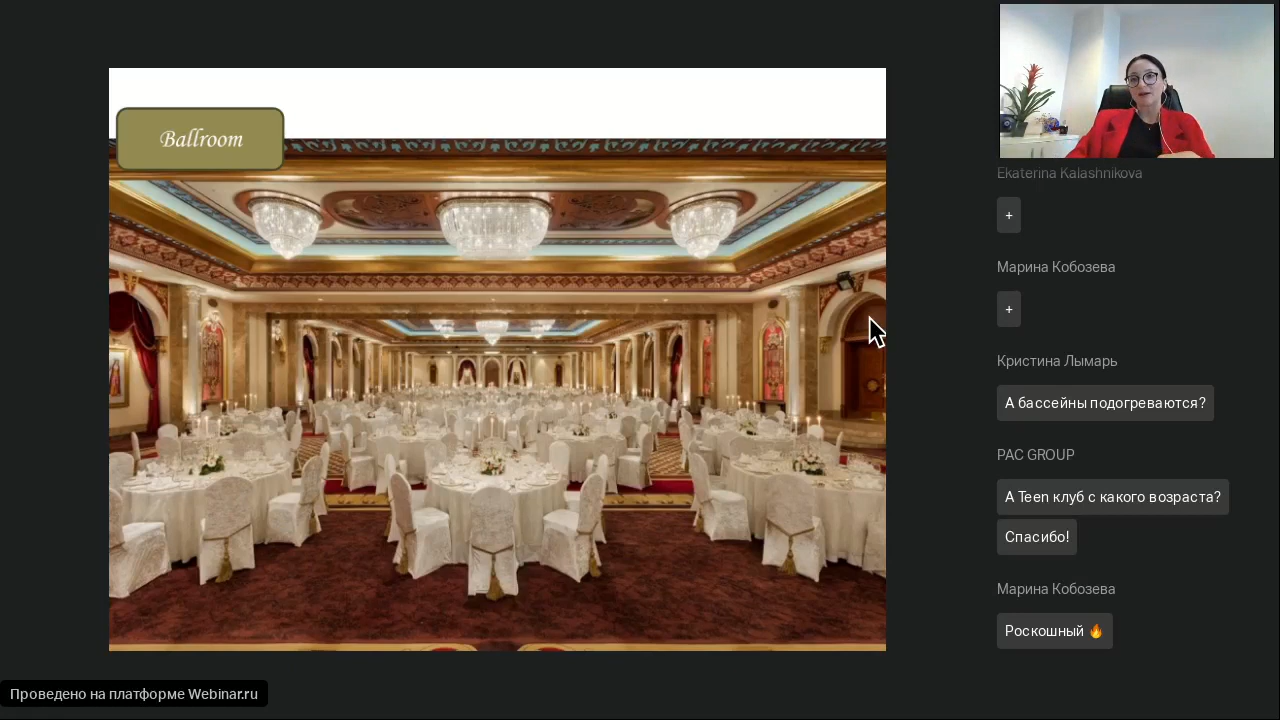 Ballroom
Ekaterina Kalashnikova
+
Марина Кобозева
+
Кристина Лымарь
А бассейны подогреваются?
PAC GROUP
А Teen клуб с какого возраста?
Спасибо!
Марина Кобозева
Роскошный 🔥
Проведено на платформе Webinar.ru